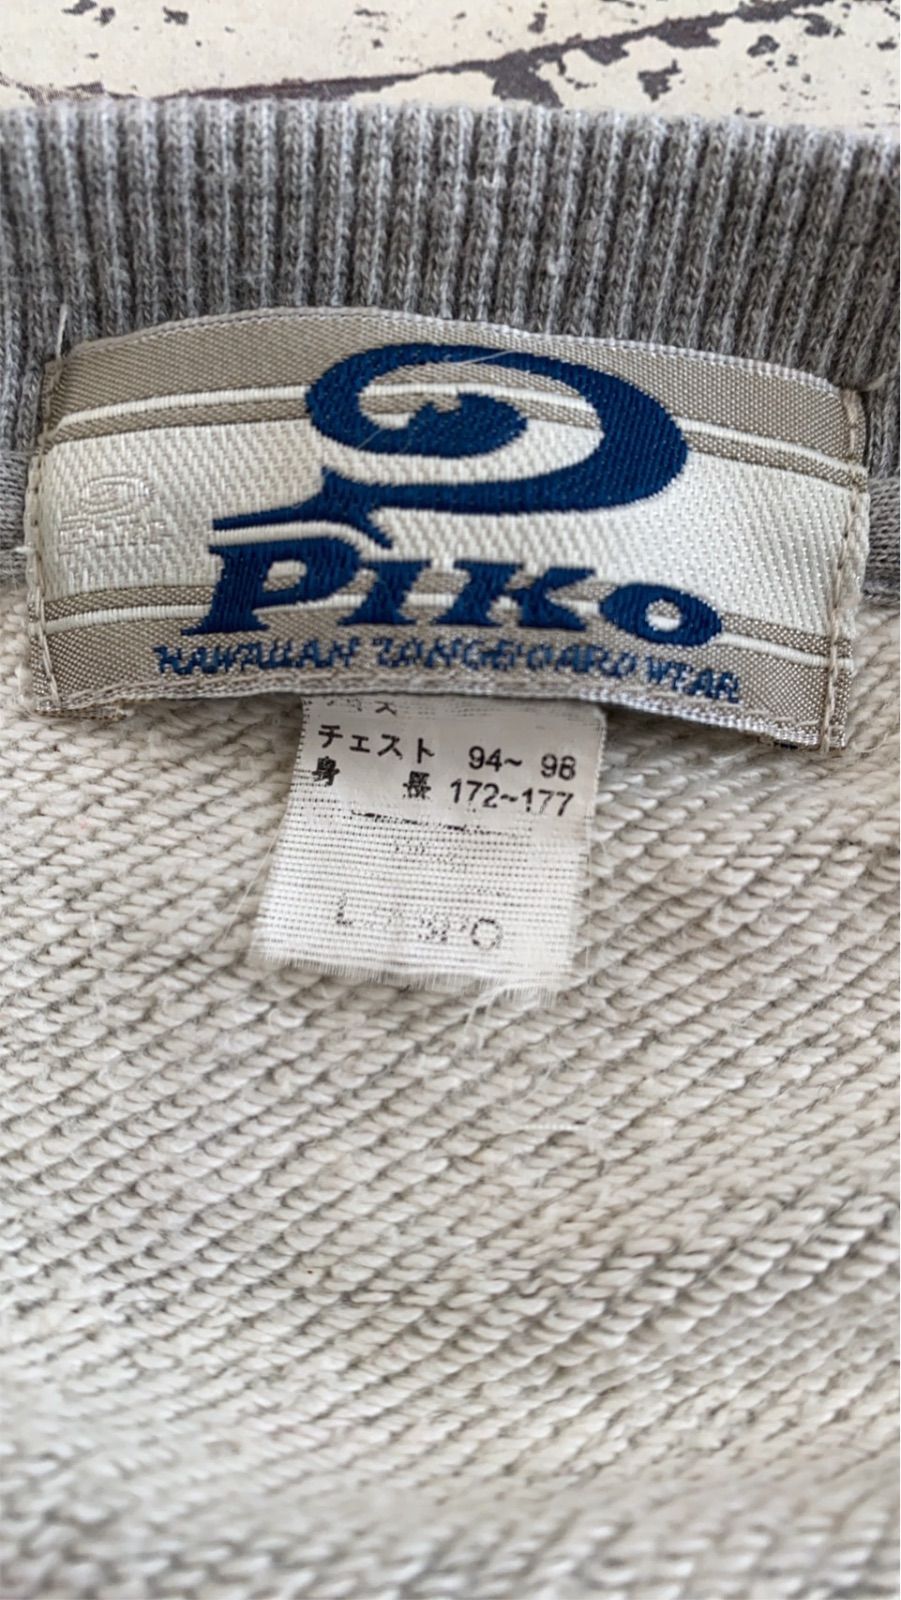 PIKO
HAWAIIAN LONGBOARD WEAR
チェスト 94~ 98
身 長 172~177